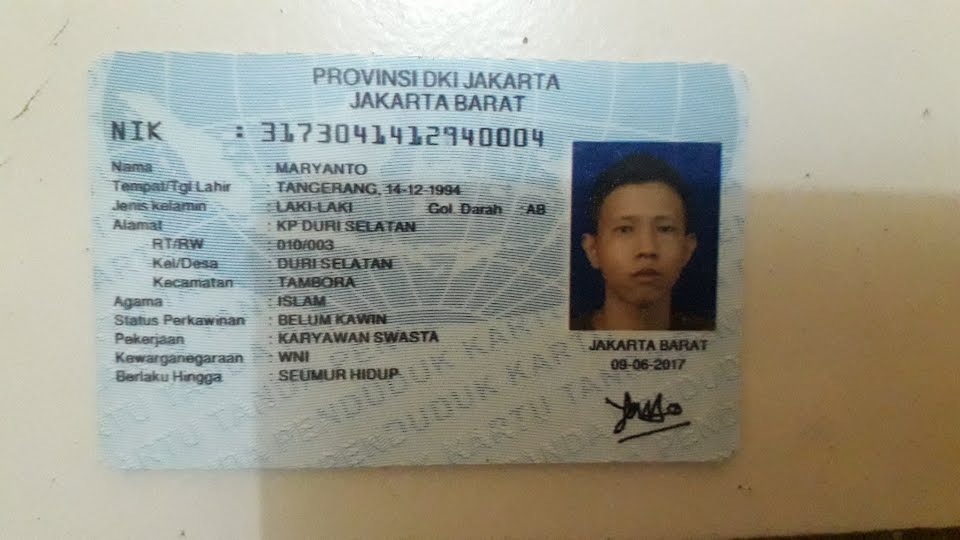 PROVINSI DKI JAKARTA
JAKARTA BARAT
NIK : 3173041412940004
Nama : MARYANTO
Tempat/Tgl Lahir : TANGERANG, 14-12-1994
Jenis kelamin : LAKI-LAKI Gol. Darah : AB
Alamat : KP DURI SELATAN
RT/RW : 010/003
Kel/Desa : DURI SELATAN
Kecamatan : TAMBORA
Agama : ISLAM
Status Perkawinan : BELUM KAWIN
Pekerjaan : KARYAWAN SWASTA
Kewarganegaraan : WNI
Berlaku Hingga : SEUMUR HIDUP
JAKARTA BARAT
09-06-2017